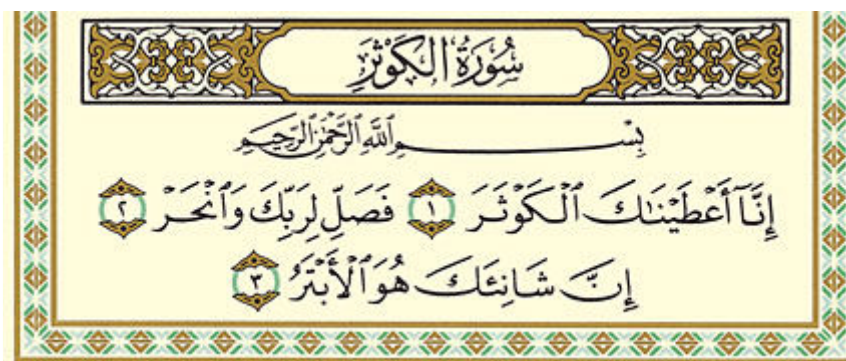 سُورَةُ الكَوۡثَرِ
بِسۡمِ ٱللَّهِ ٱلرَّحۡمَٰنِ ٱلرَّحِيمِ
إِنَّآ أَعۡطَيۡنَٰكَ ٱلۡكَوۡثَرَ ١ فَصَلِّ لِرَبِّكَ وَٱنۡحَرۡ ٢
إِنَّ شَانِئَكَ هُوَ ٱلۡأَبۡتَرُ ٣